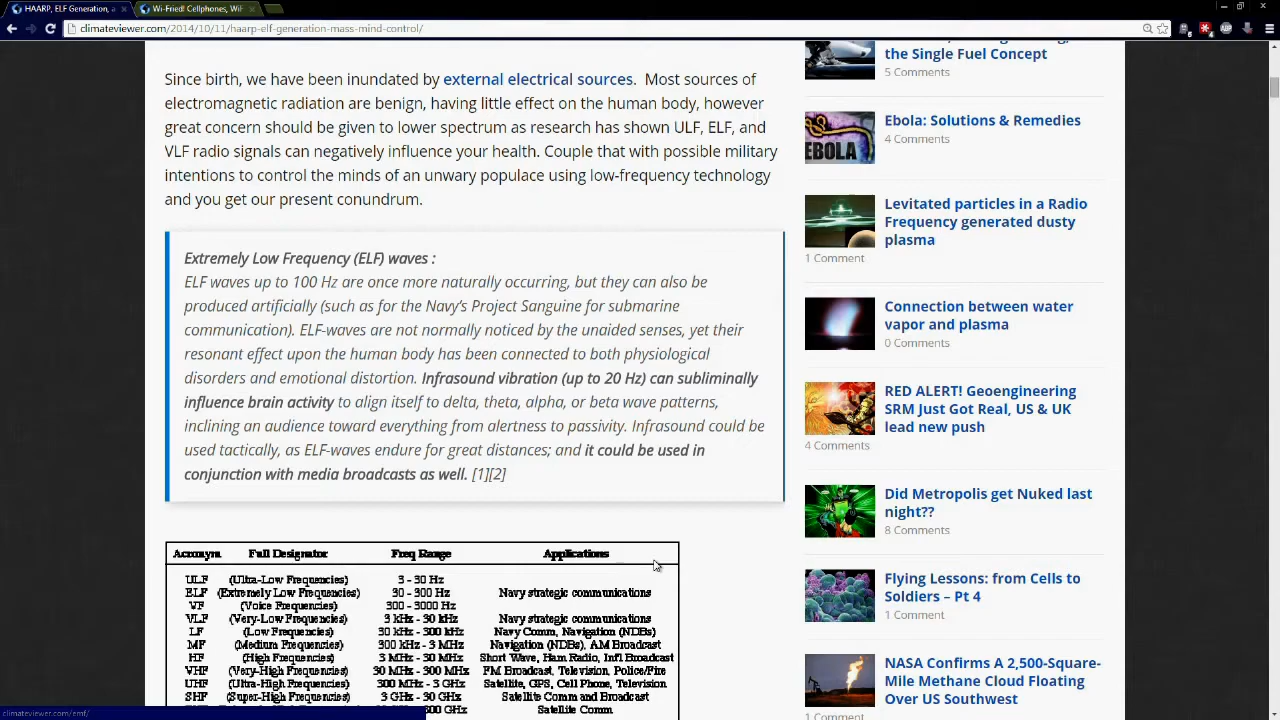 HAARP, ELF Generation, a
Wi-Fried! Cellphones, WiF
climateviewer.com/2014/10/11/haarp-elf-generation-mass-mind-control/
Since birth, we have been inundated by external electrical sources.  Most sources of
electromagnetic radiation are benign, having little effect on the human body, however
great concern should be given to lower spectrum as research has shown ULF, ELF, and
VLF radio signals can negatively influence your health. Couple that with possible military
intentions to control the minds of an unwary populace using low-frequency technology
and you get our present conundrum.
Extremely Low Frequency (ELF) waves :
ELF waves up to 100 Hz are once more naturally occurring, but they can also be
produced artificially (such as for the Navy’s Project Sanguine for submarine
communication). ELF-waves are not normally noticed by the unaided senses, yet their
resonant effect upon the human body has been connected to both physiological
disorders and emotional distortion. Infrasound vibration (up to 20 Hz) can subliminally
influence brain activity to align itself to delta, theta, alpha, or beta wave patterns,
inclining an audience toward everything from alertness to passivity. Infrasound could be
used tactically, as ELF-waves endure for great distances; and it could be used in
conjunction with media broadcasts as well. [1][2]
Acronym Full Designator Freq Range Applications
ULF (Ultra-Low Frequencies) 3 - 30 Hz
ELF (Extremely Low Frequencies) 30 - 300 Hz Navy strategic communications
VF (Voice Frequencies) 300 - 3000 Hz
VLF (Very-Low Frequencies) 3 kHz - 30 kHz Navy strategic communications
LF (Low Frequencies) 30 kHz - 300 kHz Navy Comm, Navigation (NDBs)
MF (Medium Frequencies) 300 kHz - 3 MHz Navigation (NDBs), AM Broadcast
HF (High Frequencies) 3 MHz - 30 MHz Short Wave, Ham Radio, Int'l Broadcast
VHF (Very-High Frequencies) 30 MHz - 300 MHz FM Broadcast, Television, Police/Fire
UHF (Ultra-High Frequencies) 300 MHz - 3 GHz Satellite, GPS, Cell Phone, Television
SHF (Super-High Frequencies) 3 GHz - 30 GHz Satellite Comm and Broadcast
GHz Satellite Comm
the Single Fuel Concept
5 Comments
EBOLA
Ebola: Solutions & Remedies
4 Comments
Levitated particles in a Radio
Frequency generated dusty
plasma
1 Comment
Connection between water
vapor and plasma
0 Comments
RED ALERT! Geoengineering
SRM Just Got Real, US & UK
lead new push
4 Comments
Did Metropolis get Nuked last
night??
8 Comments
Flying Lessons: from Cells to
Soldiers – Pt 4
1 Comment
NASA Confirms A 2,500-Square-
Mile Methane Cloud Floating
Over US Southwest
1 Comment
climateviewer.com/emf/